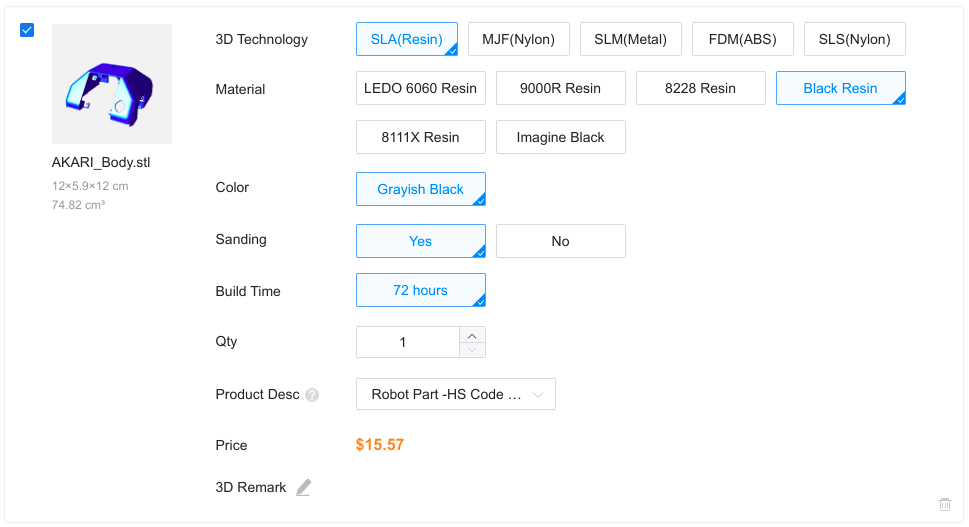 3D Technology SLA(Resin) MJF(Nylon) SLM(Metal) FDM(ABS) SLS(Nylon)
Material LEDO 6060 Resin 9000R Resin 8228 Resin Black Resin
8111X Resin Imagine Black
AKARI_Body.stl
12×5.9×12 cm
74.82 cm³
Color Grayish Black
Sanding Yes No
Build Time 72 hours
Qty 1
Product Desc ? Robot Part -HS Code ...
Price $15.57
3D Remark